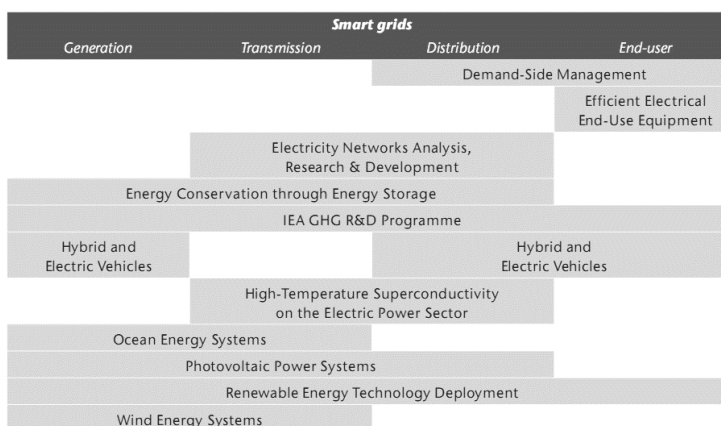 Smart grids
Generation Transmission Distribution End-user
Demand-Side Management
Efficient Electrical
End-Use Equipment
Electricity Networks Analysis,
Research & Development
Energy Conservation through Energy Storage
IEA GHG R&D Programme
Hybrid and
Electric Vehicles
Hybrid and
Electric Vehicles
High-Temperature Superconductivity
on the Electric Power Sector
Ocean Energy Systems
Photovoltaic Power Systems
Renewable Energy Technology Deployment
Wind Energy Systems